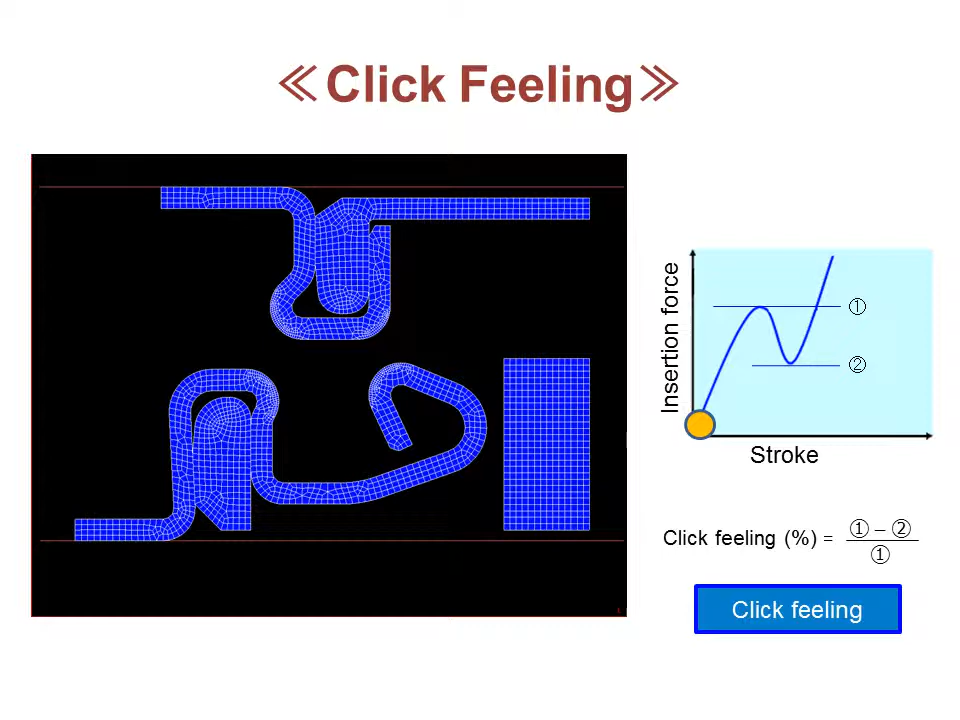 ≪Click Feeling≫
Insertion force
①
②
Stroke
Click feeling (%) = ① – ②
①
Click feeling